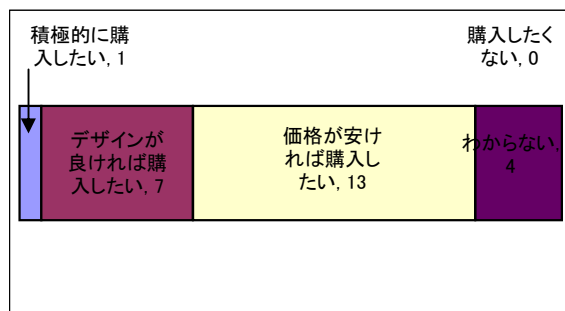 積極的に購
入したい, 1
購入したく
ない, 0
デザインが
良ければ購
入したい, 7
価格が安け
れば購入し
たい, 13
わからない,
4